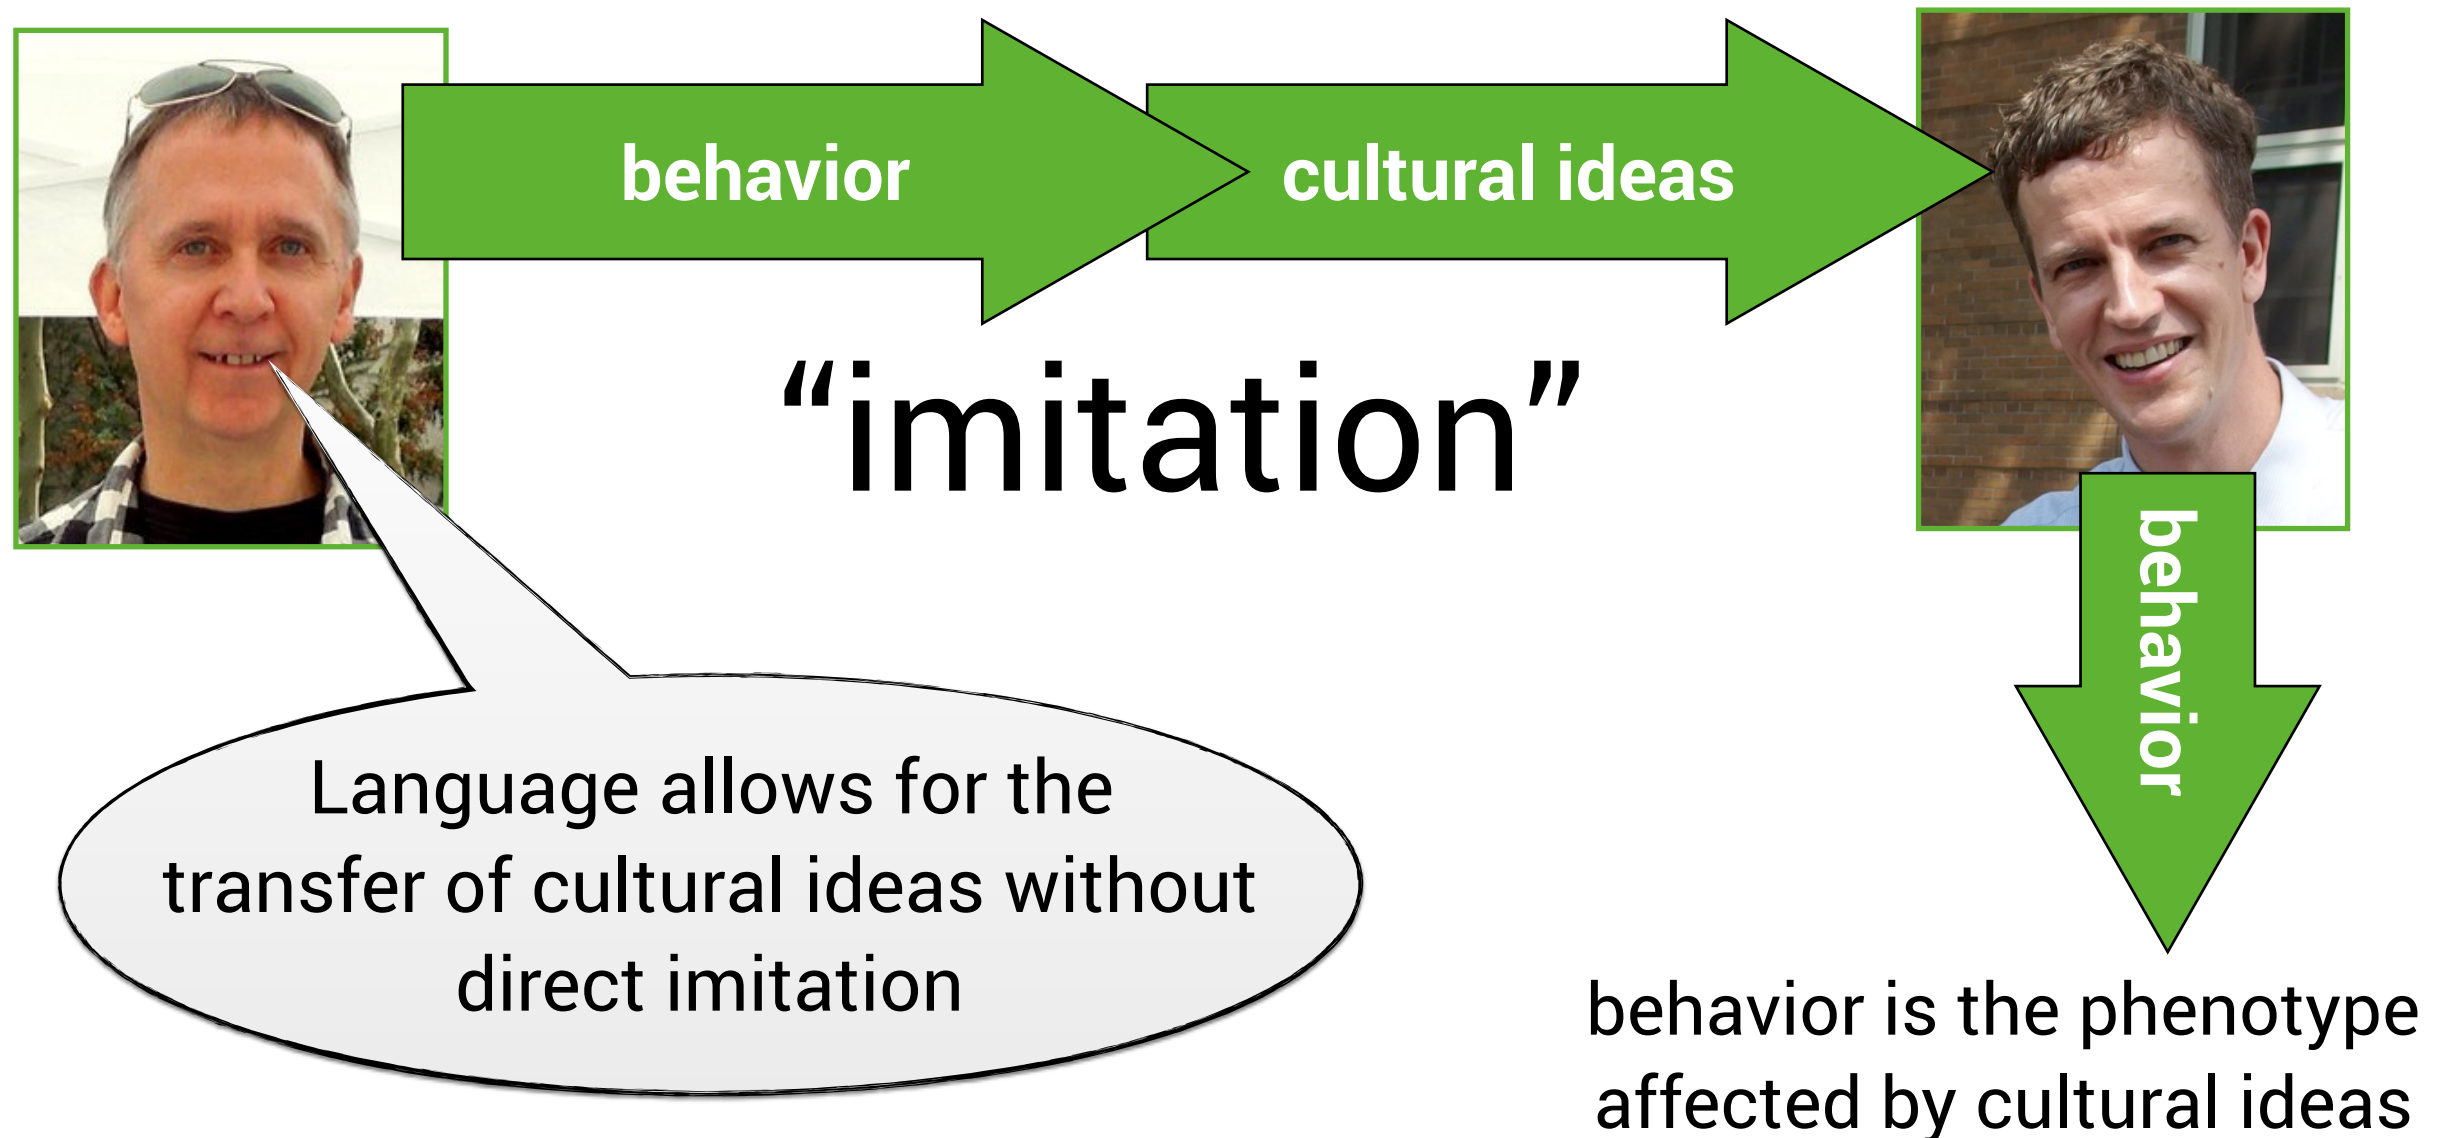 behavior
cultural ideas
“imitation”
behavior
Language allows for the
transfer of cultural ideas without
direct imitation
behavior is the phenotype
affected by cultural ideas